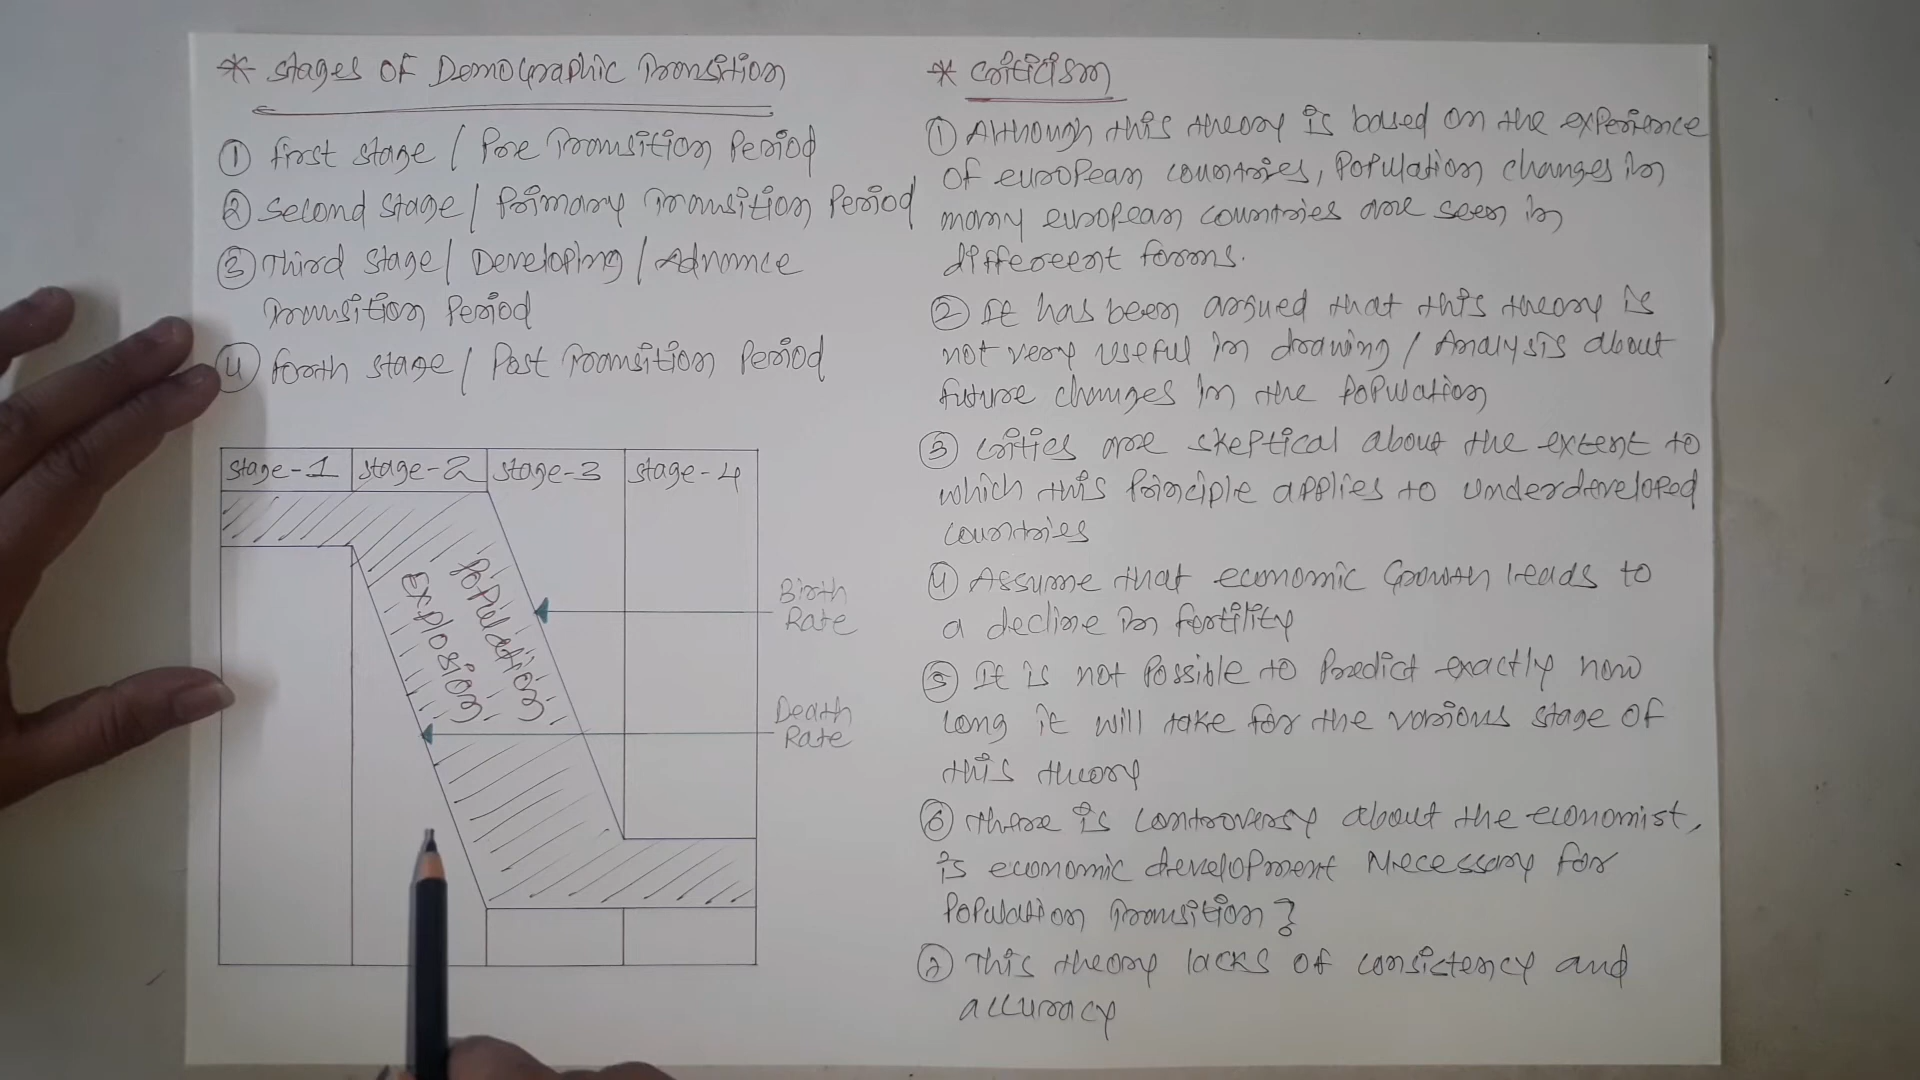 * Stages of Demographic Transition
① First stage / Pre Transition Period
② Second stage / Primary Transition Period
③ Third stage / Developing / Advance
Transition Period
④ Forth stage / Post Transition Period
Stage-1 Stage-2 Stage-3 Stage-4
Population
Explosion
Birth
Rate
Death
Rate
* Criticism
① Although this theory is based on the experience
of european countries, Population changes in
many european countries are seen in
differeent forms.
② It has been argued that this theory is
not very useful in drawing / Analysis about
future changes in the population
③ Critics are skeptical about the extent to
which this Principle applies to underdeveloped
countries
④ Assume that economic Growth leads to
a decline in fertility
⑤ It is not Possible to Predict exactly how
long it will take for the various stage of
this theory
⑥ There is controversy about the economist,
is economic development Necessary for
Population Transition?
⑦ This theory lacks of consistency and
accuracy